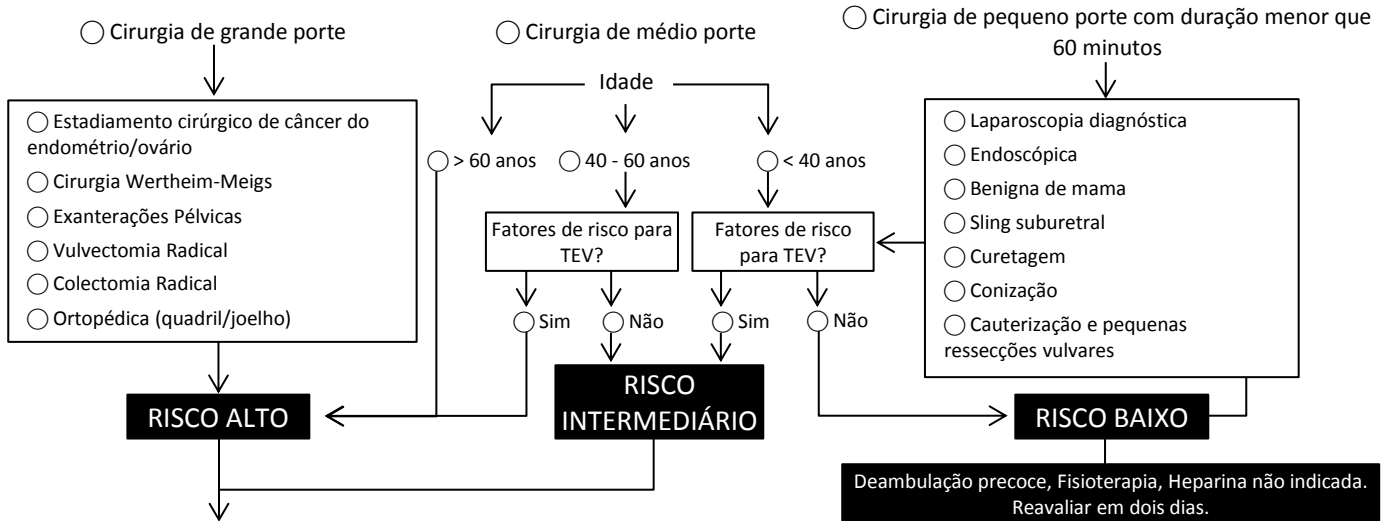 Cirurgia de grande porte
Cirurgia de médio porte
Cirurgia de pequeno porte com duração menor que
60 minutos
Idade
Estadiamento cirúrgico de câncer do
endométrio/ovário
Cirurgia Wertheim-Meigs
Exanterações Pélvicas
Vulvectomia Radical
Colectomia Radical
Ortopédica (quadril/joelho)
> 60 anos
40 - 60 anos
< 40 anos
Fatores de risco para
TEV?
Fatores de risco
para TEV?
Sim
Não
Sim
Não
Laparoscopia diagnóstica
Endoscópica
Benigna de mama
Sling suburetral
Curetagem
Conização
Cauterização e pequenas
ressecções vulvares
RISCO ALTO
RISCO
INTERMEDIÁRIO
RISCO BAIXO
Deambulação precoce, Fisioterapia, Heparina não indicada.
Reavaliar em dois dias.